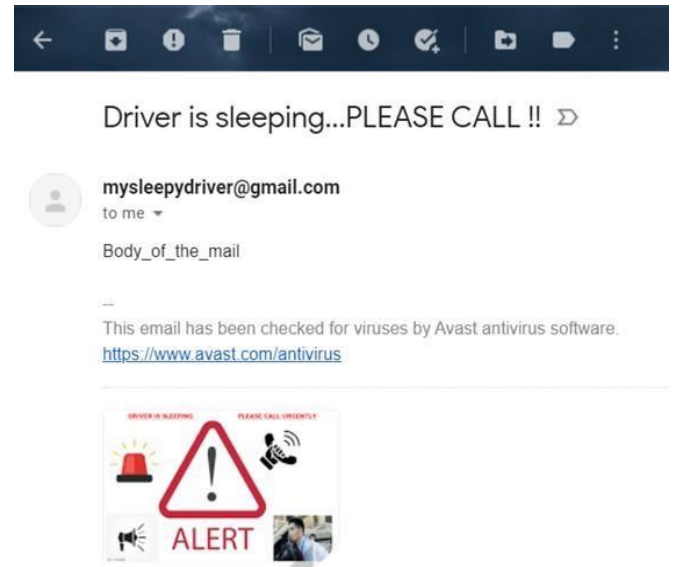 Driver is sleeping...PLEASE CALL !!
mysleepydriver@gmail.com
to me
Body_of_the_mail
--
This email has been checked for viruses by Avast antivirus software.
https://www.avast.com/antivirus
DRIVER IS SLEEPING PLEASE CALL URGENTLY
ALERT